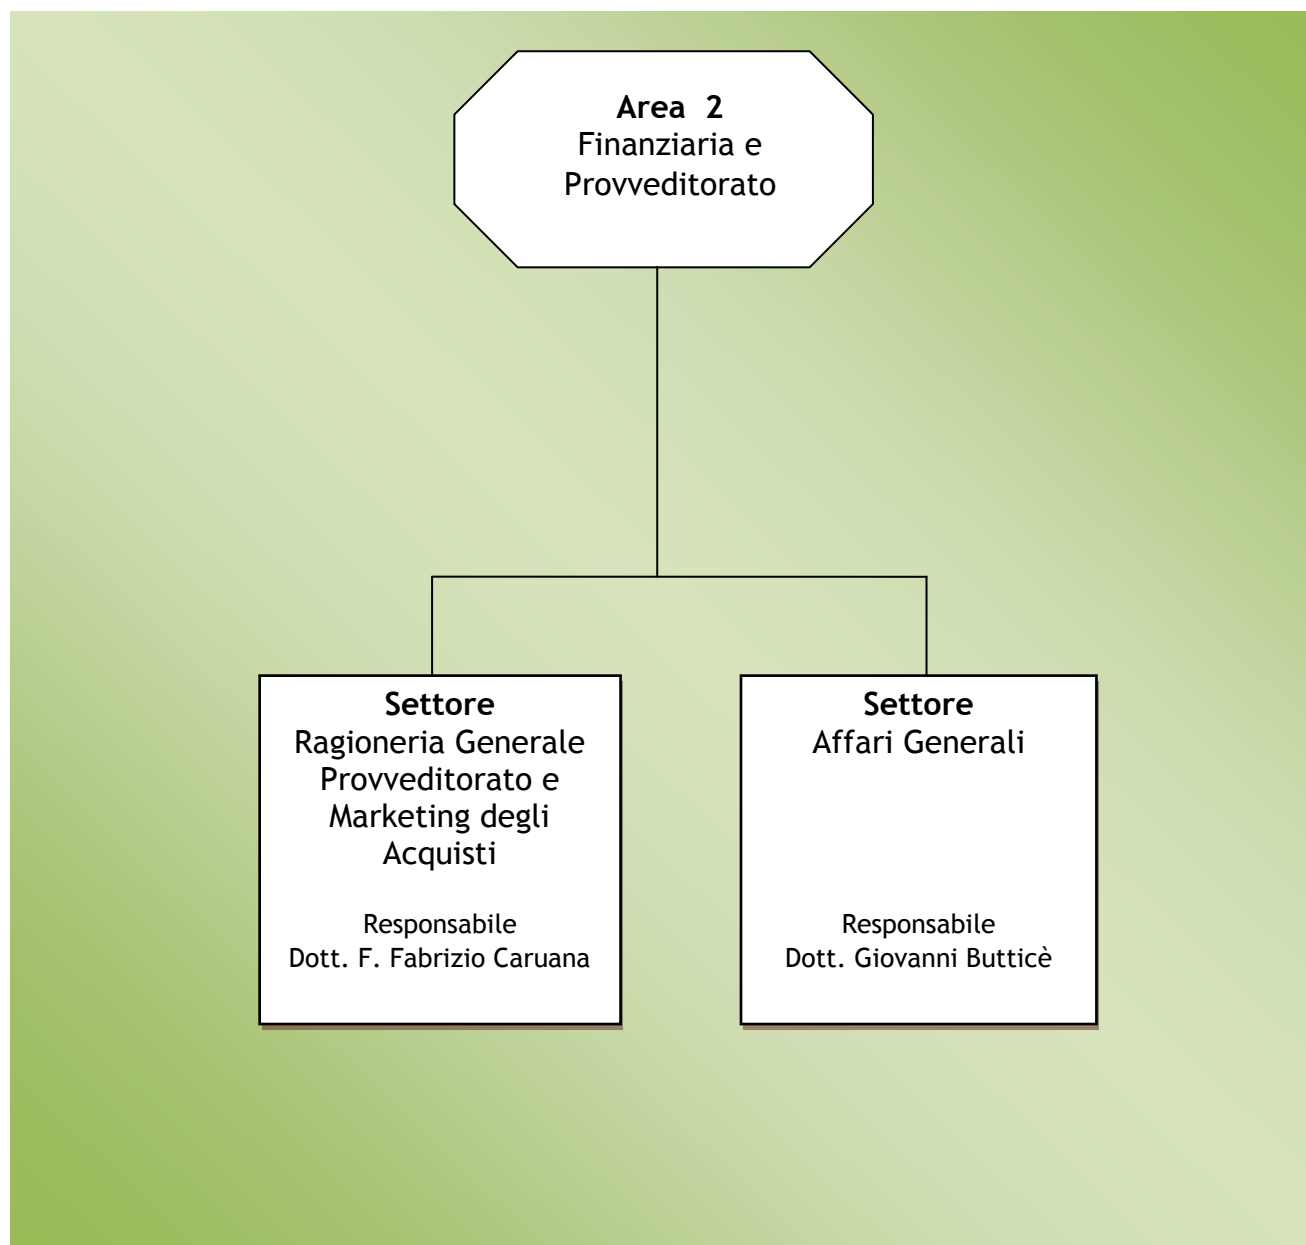 Area  2
Finanziaria e
Provveditorato
Settore
Ragioneria Generale
Provveditorato e
Marketing degli
Acquisti
Responsabile
Dott. F. Fabrizio Caruana
Settore
Affari Generali
Responsabile
Dott. Giovanni Butticè